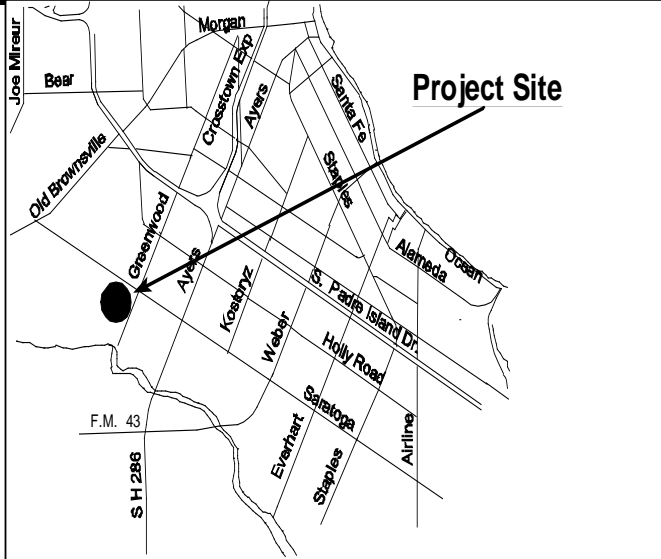 Morgan
Joe Mireur
Bear
Crosstown Exp
Ayers
Santa Fe
Project Site
Old Brownsville
Staples
Greenwood
Ayers
Kostoryz
Alameda
Ocean
S. Padre Island Dr.
Weber
Holly Road
Saratoga
F.M. 43
S H 286
Everhart
Staples
Airline